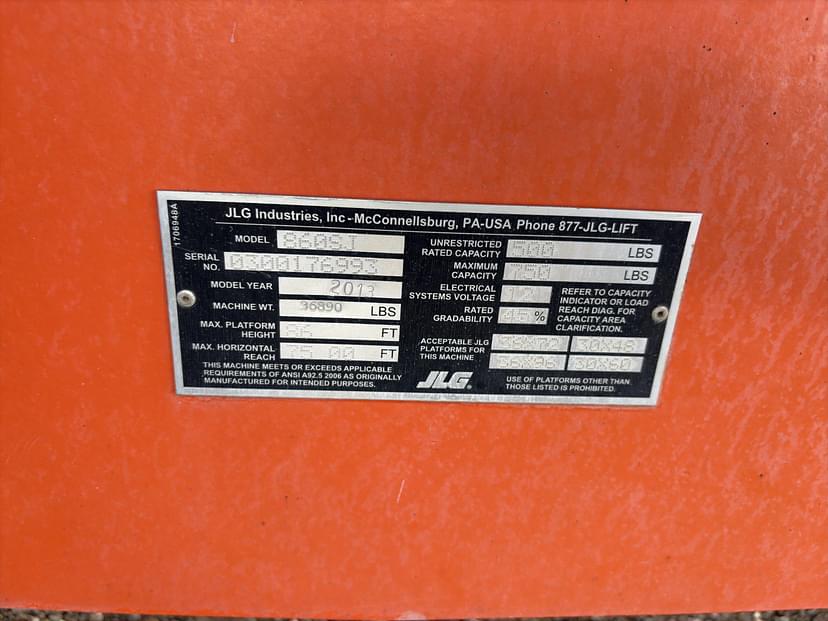 1706948A
JLG Industries, Inc - McConnellsburg, PA-USA Phone 877-JLG-LIFT
MODEL 860SJ
SERIAL NO. 0300176993
MODEL YEAR 2013
MACHINE WT. 36890 LBS
MAX. PLATFORM HEIGHT 86 FT
MAX. HORIZONTAL REACH 75.00 FT
THIS MACHINE MEETS OR EXCEEDS APPLICABLE
REQUIREMENTS OF ANSI A92.5 2006 AS ORIGINALLY
MANUFACTURED FOR INTENDED PURPOSES.
UNRESTRICTED RATED CAPACITY 500 LBS
MAXIMUM CAPACITY 750 LBS
ELECTRICAL SYSTEMS VOLTAGE 12
RATED GRADABILITY 45 %
REFER TO CAPACITY
INDICATOR OR LOAD
REACH DIAG. FOR
CAPACITY AREA
CLARIFICATION.
ACCEPTABLE JLG
PLATFORMS FOR
THIS MACHINE
36X72 30X48
36X96 30X60
JLG.
USE OF PLATFORMS OTHER THAN
THOSE LISTED IS PROHIBITED.